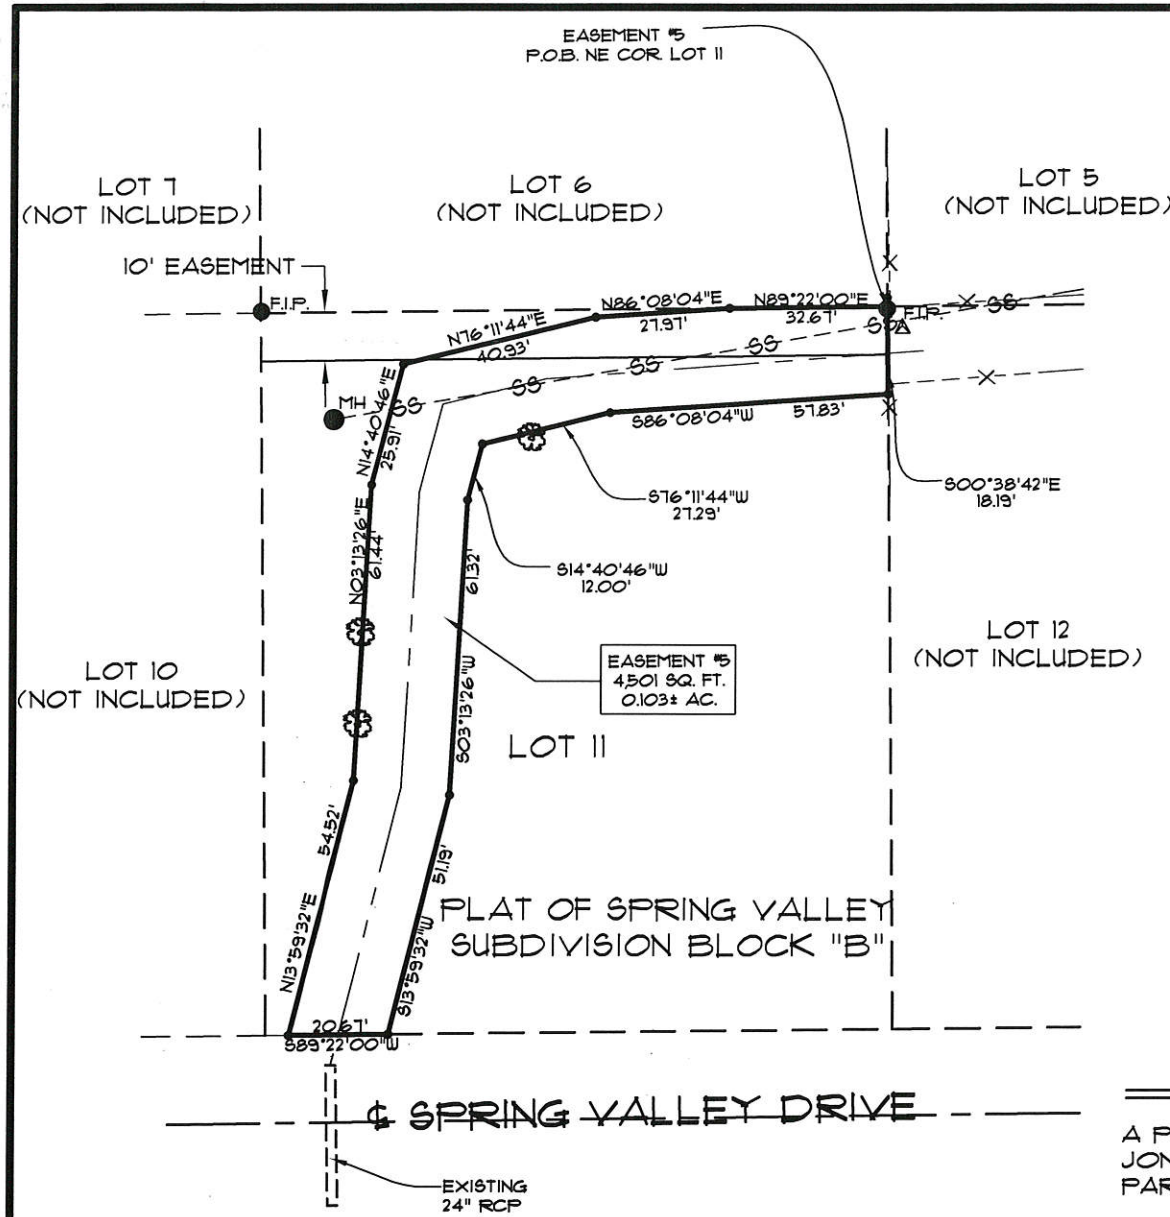 EASEMENT #5
P.O.B. NE COR. LOT 11
LOT 7
(NOT INCLUDED)
LOT 6
(NOT INCLUDED)
LOT 5
(NOT INCLUDED)
10' EASEMENT
F.I.P.
N76°11'44"E
40.93'
N86°08'04"E
27.97'
N89°22'00"E
32.67'
F.I.P.
X
X
SS
SS
SS
SS
SS
SS
SS
X
X
MH
N14°40'46"E
25.91'
S86°08'04"W
57.83'
S00°38'42"E
18.19'
S76°11'44"W
27.29'
S14°40'46"W
12.00'
N03°13'26"E
61.44'
61.32'
S03°13'26"W
EASEMENT #5
4,501 SQ. FT.
0.103± AC.
LOT 10
(NOT INCLUDED)
LOT 12
(NOT INCLUDED)
LOT 11
54.52'
N13°59'32"E
51.19'
S13°59'32"W
PLAT OF SPRING VALLEY
SUBDIVISION BLOCK "B"
20.67'
S89°22'00"W
℄ SPRING VALLEY DRIVE
EXISTING
24" RCP
A P
JON
PAR